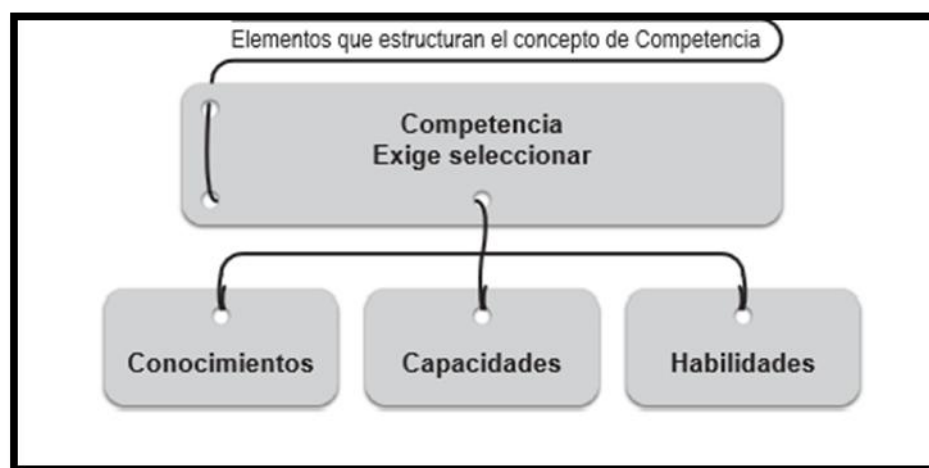 Elementos que estructuran el concepto de Competencia
Competencia
Exige seleccionar
Conocimientos
Capacidades
Habilidades